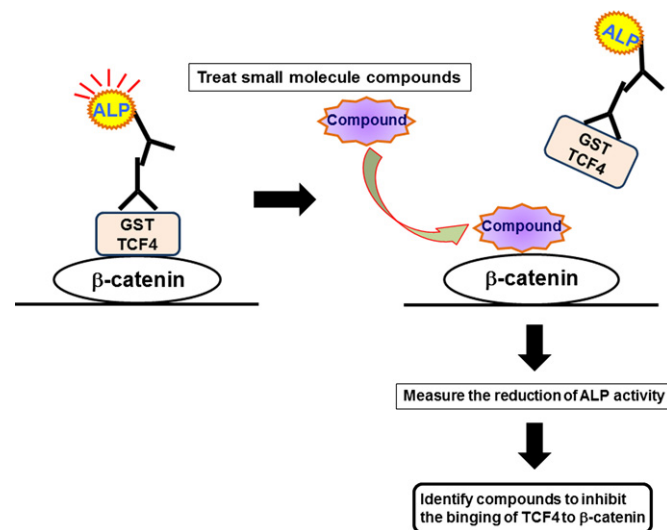 ALP
GST
TCF4
β-catenin
Treat small molecule compounds
Compound
ALP
GST
TCF4
Compound
β-catenin
Measure the reduction of ALP activity
Identify compounds to inhibit
the binging of TCF4 to β-catenin